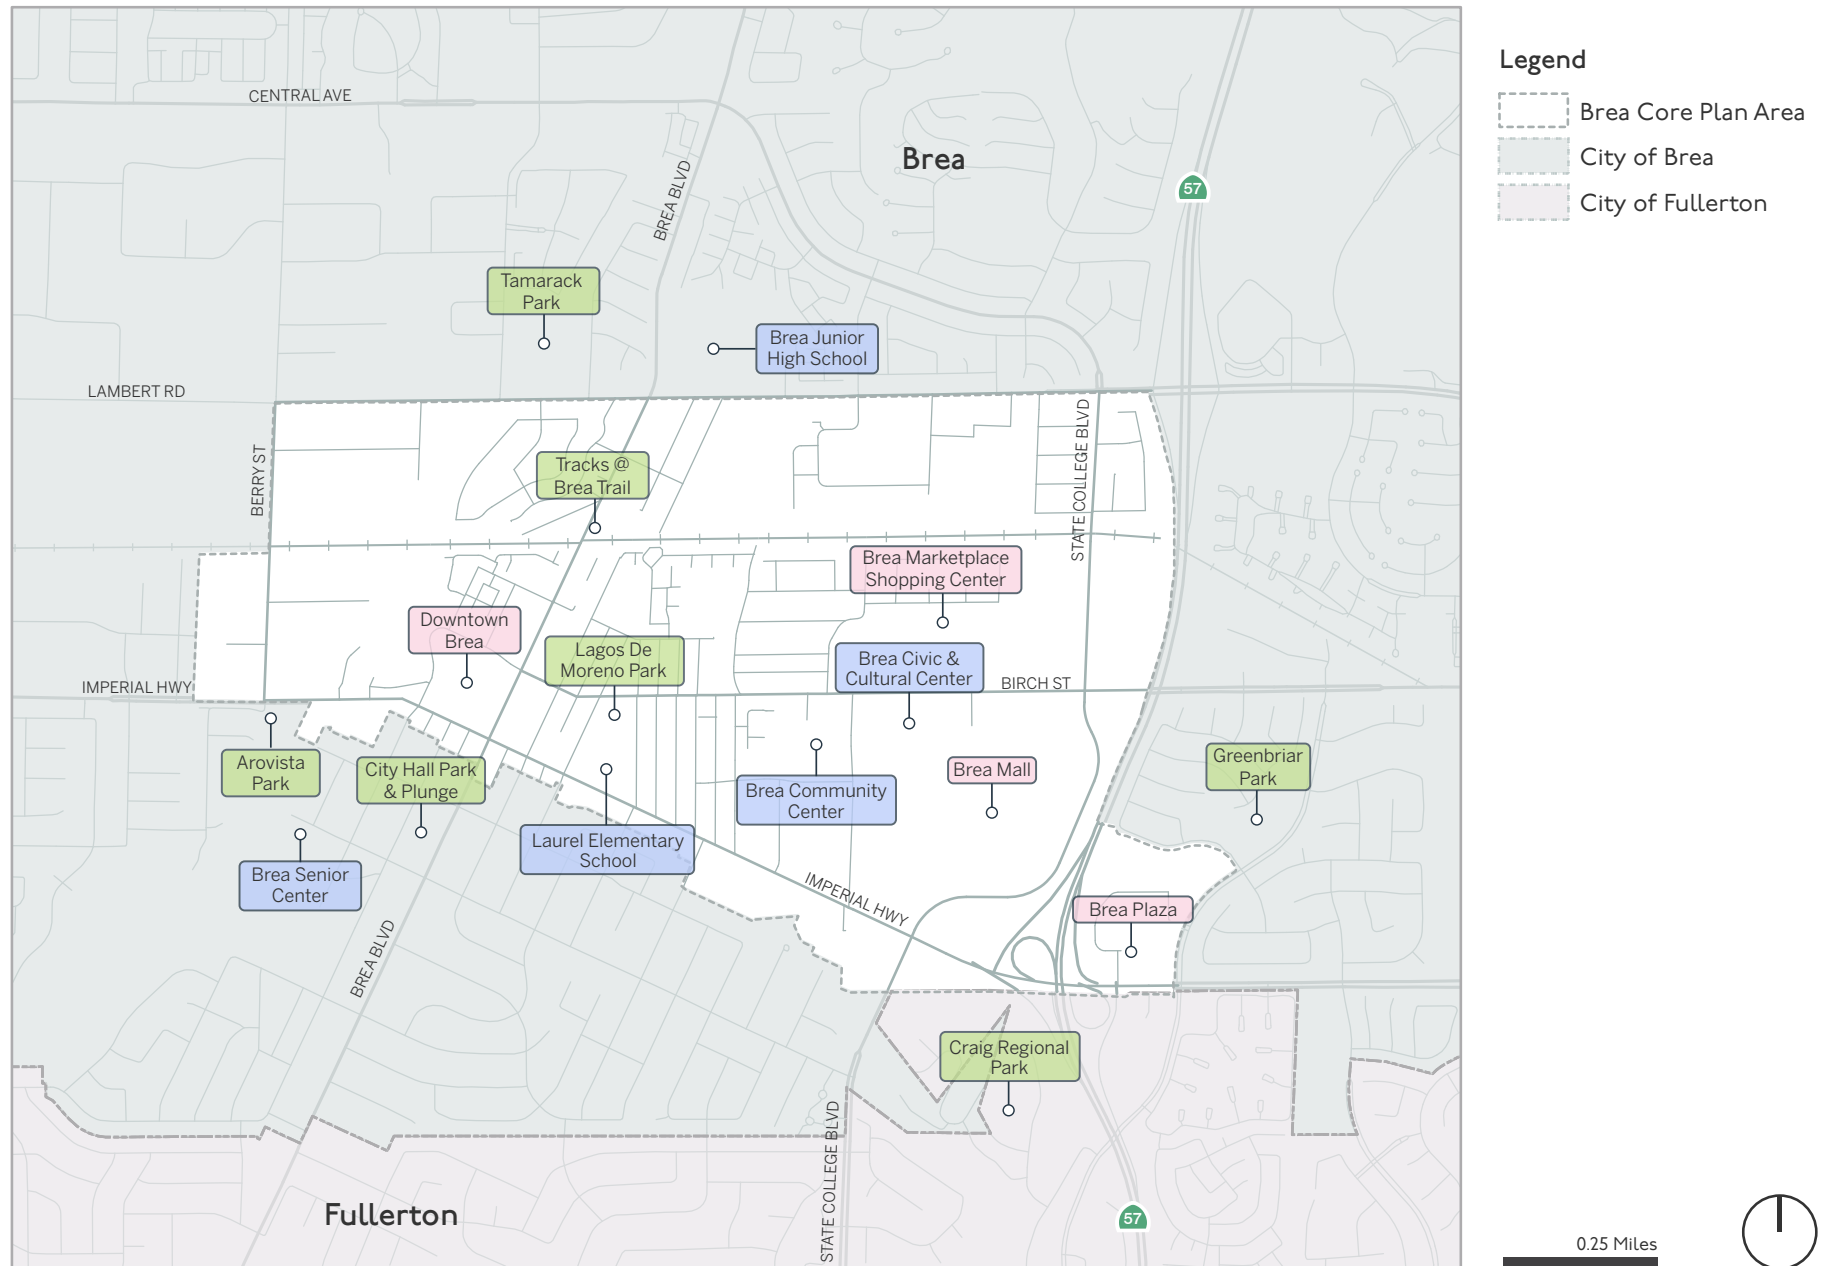 Legend
Brea Core Plan Area
City of Brea
City of Fullerton
CENTRAL AVE
Brea
BREA BLVD
57
Tamarack
Park
Brea Junior
High School
LAMBERT RD
BERRY ST
STATE COLLEGE BLVD
Tracks @
Brea Trail
Brea Marketplace
Shopping Center
Downtown
Brea
Lagos De
Moreno Park
Brea Civic &
Cultural Center
IMPERIAL HWY
BIRCH ST
Arovista
Park
City Hall Park
& Plunge
Brea Community
Center
Brea Mall
Greenbriar
Park
Laurel Elementary
School
Brea Senior
Center
IMPERIAL HWY
Brea Plaza
BREA BLVD
Craig Regional
Park
STATE COLLEGE BLVD
Fullerton
57
0.25 Miles